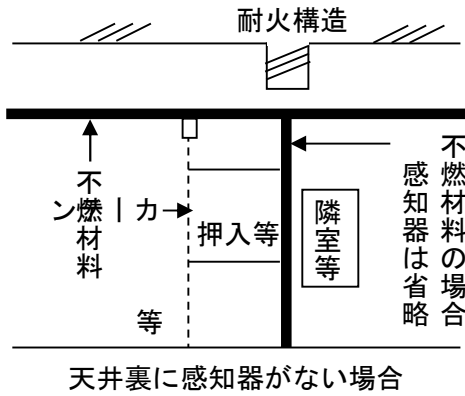 耐火構造
不燃材料
カーテン
等
押入等
隣室等
不燃材料の場合
感知器は省略
天井裏に感知器がない場合